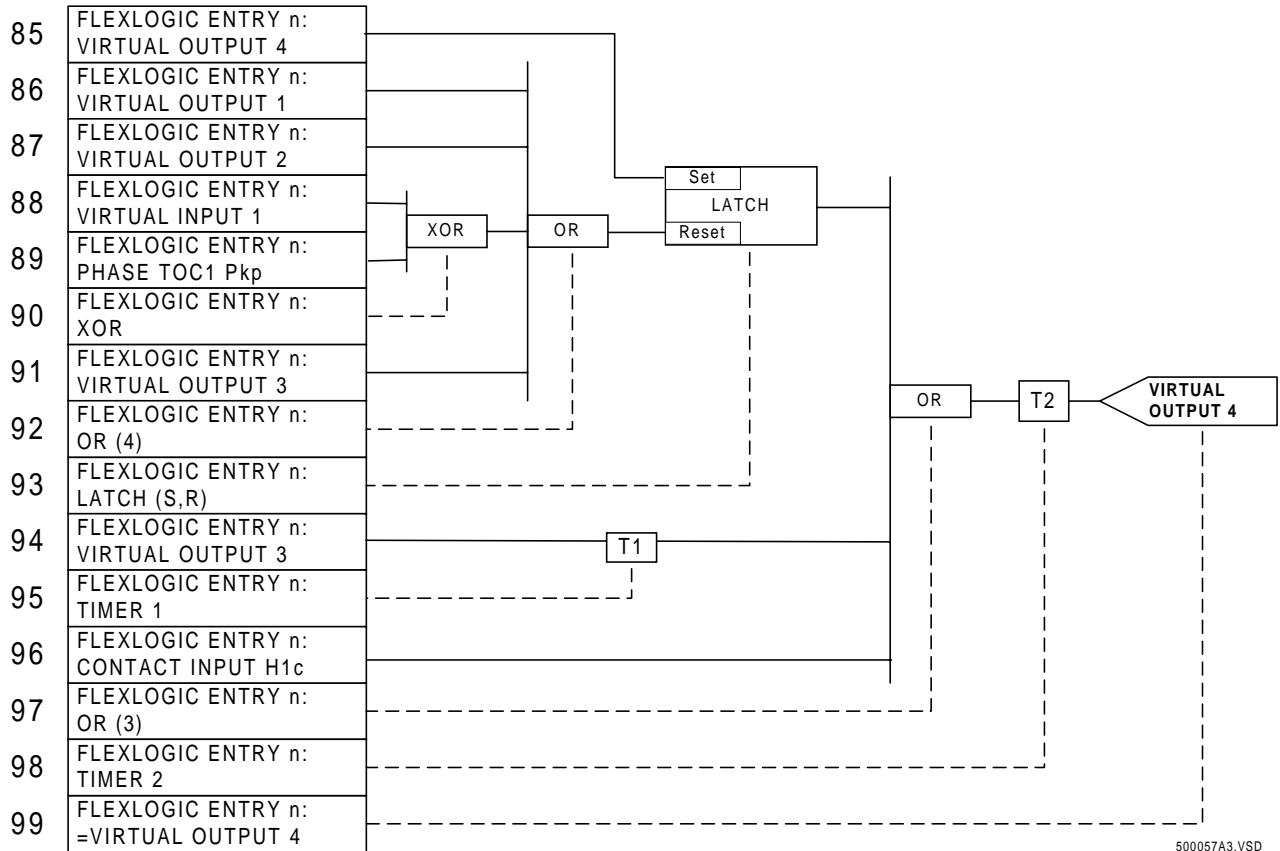 85
FLEXLOGIC ENTRY n:
VIRTUAL OUTPUT 4
86
FLEXLOGIC ENTRY n:
VIRTUAL OUTPUT 1
87
FLEXLOGIC ENTRY n:
VIRTUAL OUTPUT 2
88
FLEXLOGIC ENTRY n:
VIRTUAL INPUT 1
89
FLEXLOGIC ENTRY n:
PHASE TOC1 Pkp
90
FLEXLOGIC ENTRY n:
XOR
91
FLEXLOGIC ENTRY n:
VIRTUAL OUTPUT 3
92
FLEXLOGIC ENTRY n:
OR (4)
93
FLEXLOGIC ENTRY n:
LATCH (S,R)
94
FLEXLOGIC ENTRY n:
VIRTUAL OUTPUT 3
95
FLEXLOGIC ENTRY n:
TIMER 1
96
FLEXLOGIC ENTRY n:
CONTACT INPUT H1c
97
FLEXLOGIC ENTRY n:
OR (3)
98
FLEXLOGIC ENTRY n:
TIMER 2
99
FLEXLOGIC ENTRY n:
=VIRTUAL OUTPUT 4
XOR
OR
Set
LATCH
Reset
T1
OR
T2
VIRTUAL
OUTPUT 4
500057A3.VSD